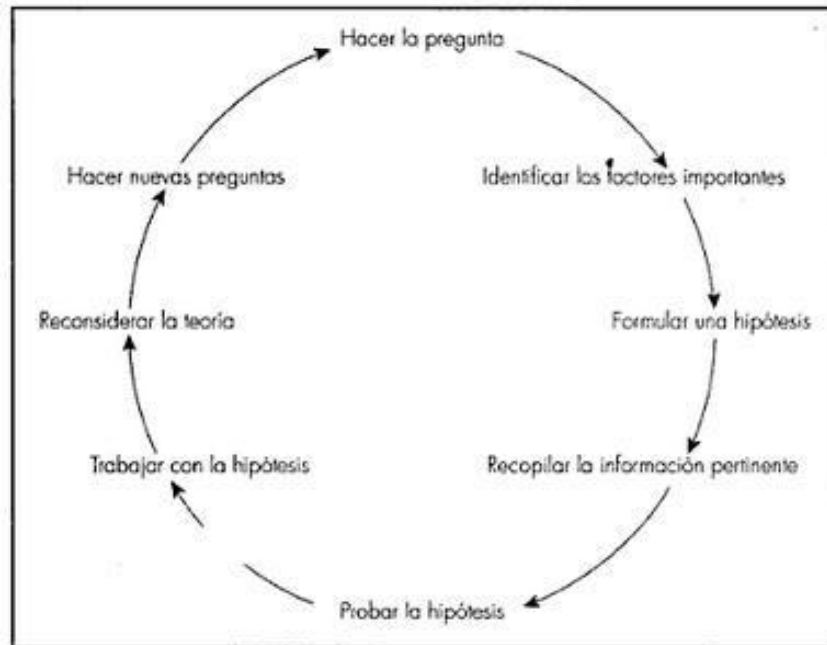 Hacer la pregunta
Hacer nuevas preguntas
Identificar los factores importantes
Reconsiderar la teoría
Formular una hipótesis
Trabajar con la hipótesis
Recopilar la información pertinente
Probar la hipótesis